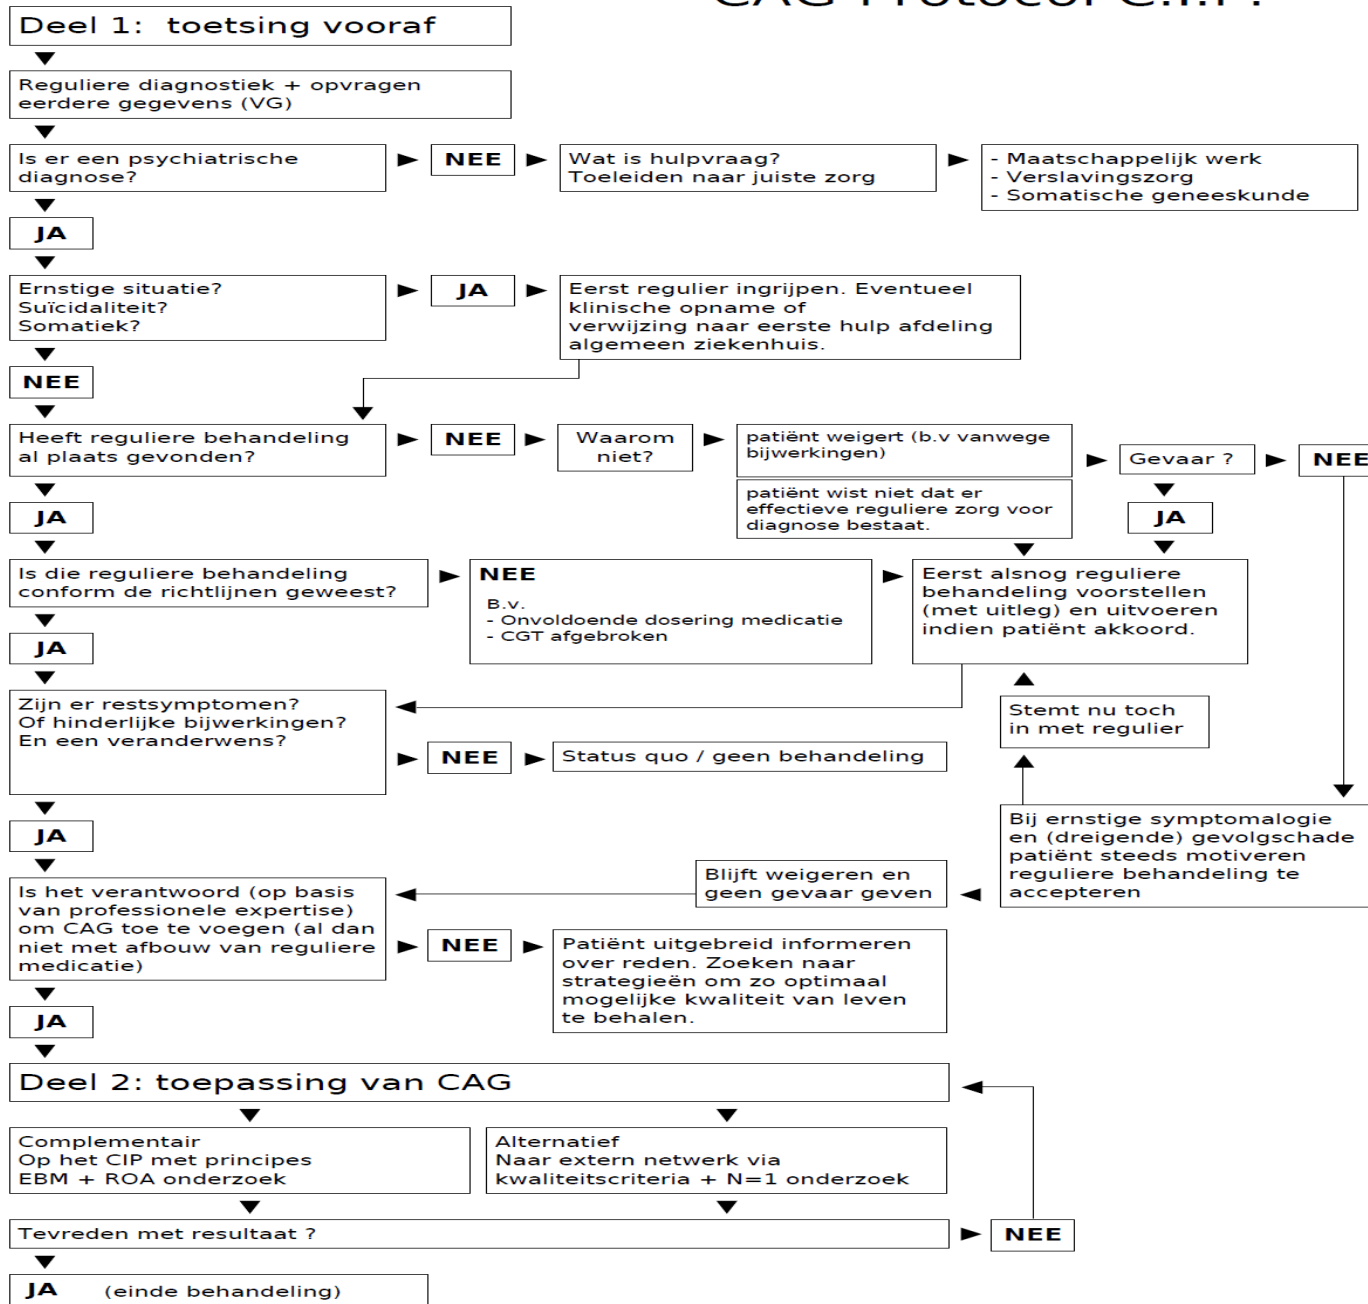 CAG Protocol C.I.P.
Deel 1:  toetsing vooraf
Reguliere diagnostiek + opvragen
eerdere gegevens (VG)
Is er een psychiatrische
diagnose?
NEE
Wat is hulpvraag?
Toeleiden naar juiste zorg
- Maatschappelijk werk
- Verslavingszorg
- Somatische geneeskunde
JA
Ernstige situatie?
Suïcidaliteit?
Somatiek?
JA
Eerst regulier ingrijpen. Eventueel
klinische opname of
verwijzing naar eerste hulp afdeling
algemeen ziekenhuis.
NEE
Heeft reguliere behandeling
al plaats gevonden?
NEE
Waarom
niet?
patiënt weigert (b.v vanwege
bijwerkingen)
patiënt wist niet dat er
effectieve reguliere zorg voor
diagnose bestaat.
Gevaar ?
NEE
JA
JA
Is die reguliere behandeling
conform de richtlijnen geweest?
NEE
B.v.
- Onvoldoende dosering medicatie
- CGT afgebroken
Eerst alsnog reguliere
behandeling voorstellen
(met uitleg) en uitvoeren
indien patiënt akkoord.
JA
Zijn er restsymptomen?
Of hinderlijke bijwerkingen?
En een veranderwens?
NEE
Status quo / geen behandeling
Stemt nu toch
in met regulier
JA
Bij ernstige symptomalogie
en (dreigende) gevolgschade
patiënt steeds motiveren
reguliere behandeling te
accepteren
Blijft weigeren en
geen gevaar geven
Is het verantwoord (op basis
van professionele expertise)
om CAG toe te voegen (al dan
niet met afbouw van reguliere
medicatie)
NEE
Patiënt uitgebreid informeren
over reden. Zoeken naar
strategieën om zo optimaal
mogelijke kwaliteit van leven
te behalen.
JA
Deel 2: toepassing van CAG
Complementair
Op het CIP met principes
EBM + ROA onderzoek
Alternatief
Naar extern netwerk via
kwaliteitscriteria + N=1 onderzoek
Tevreden met resultaat ?
NEE
JA (einde behandeling)